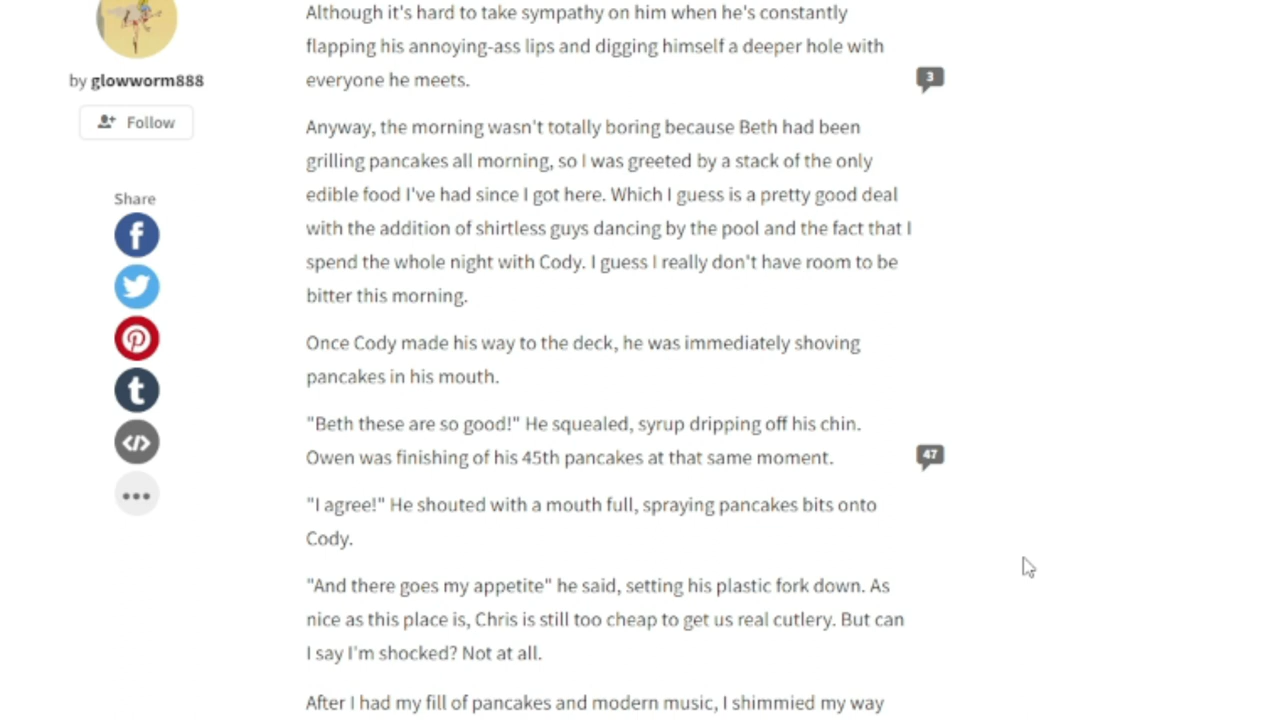 Although it's hard to take sympathy on him when he's constantly
flapping his annoying-ass lips and digging himself a deeper hole with
everyone he meets.
3
by glowworm888
Follow
Anyway, the morning wasn't totally boring because Beth had been
grilling pancakes all morning, so I was greeted by a stack of the only
edible food I've had since I got here. Which I guess is a pretty good deal
with the addition of shirtless guys dancing by the pool and the fact that I
spend the whole night with Cody. I guess I really don't have room to be
bitter this morning.
Share
Once Cody made his way to the deck, he was immediately shoving
pancakes in his mouth.
"Beth these are so good!" He squealed, syrup dripping off his chin.
Owen was finishing of his 45th pancakes at that same moment.
47
"I agree!" He shouted with a mouth full, spraying pancakes bits onto
Cody.
"And there goes my appetite" he said, setting his plastic fork down. As
nice as this place is, Chris is still too cheap to get us real cutlery. But can
I say I'm shocked? Not at all.
After I had my fill of pancakes and modern music, I shimmied my way